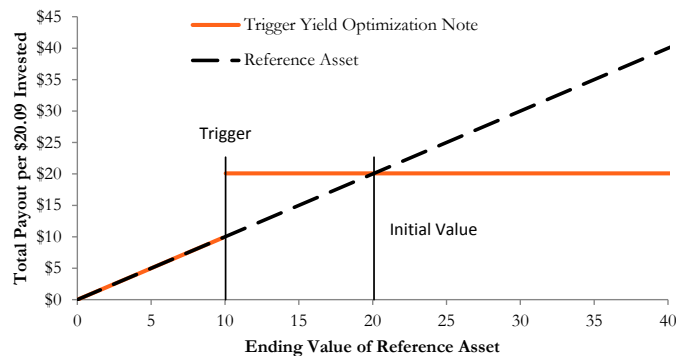 $45
$40
$35
$30
$25
$20
$15
$10
$5
$0
Total Payout per $20.09 Invested
Trigger Yield Optimization Note
Reference Asset
Trigger
Initial Value
0 5 10 15 20 25 30 35 40
Ending Value of Reference Asset